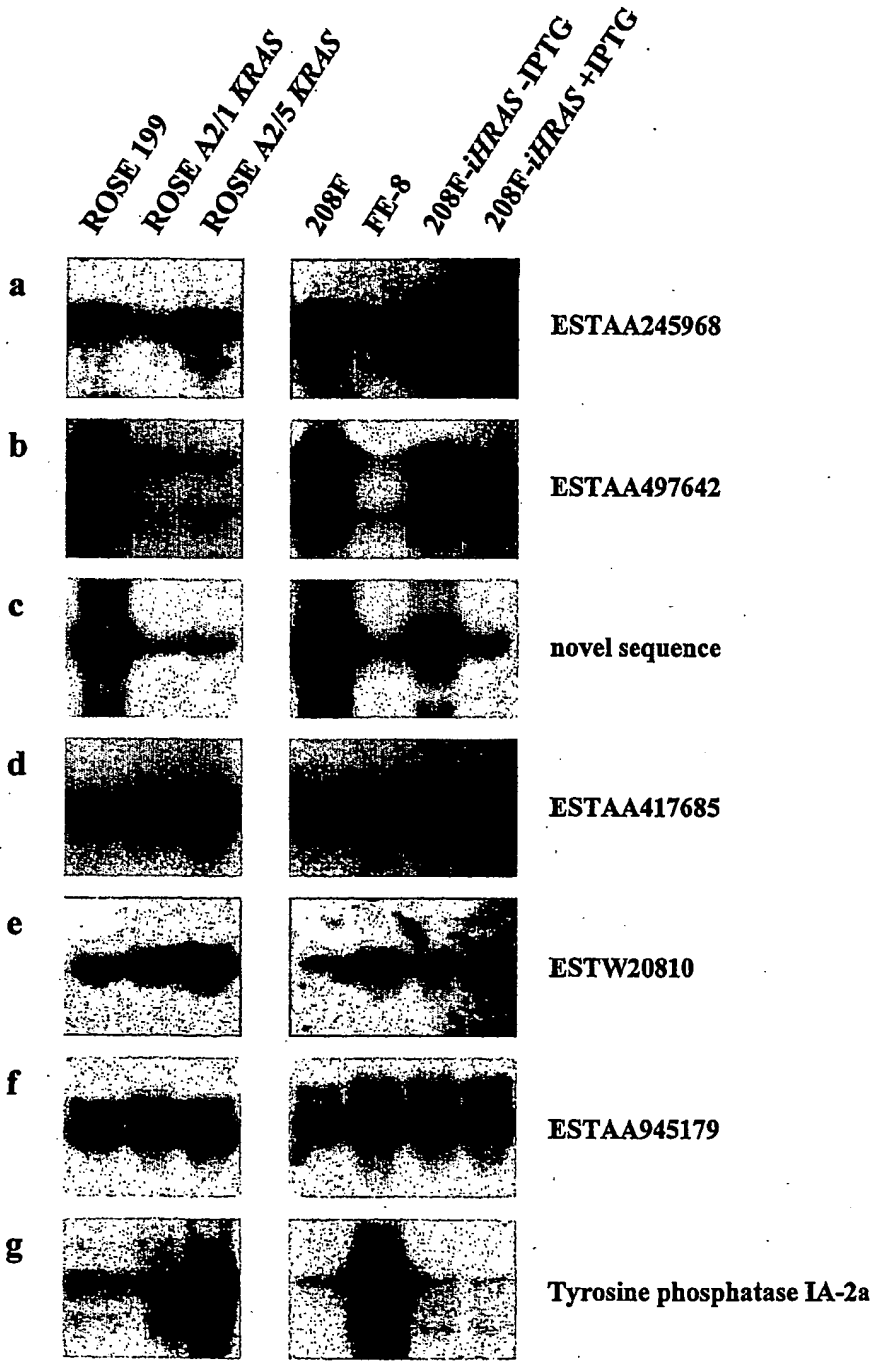 ROSE 199
ROSE A2/1 KRAS
ROSE A2/5 KRAS
208F
FE-8
208F-iHRAS -IPTG
208F-iHRAS +IPTG
a
ESTAA245968
b
ESTAA497642
c
novel sequence
d
ESTAA417685
e
ESTW20810
f
ESTAA945179
g
Tyrosine phosphatase IA-2a